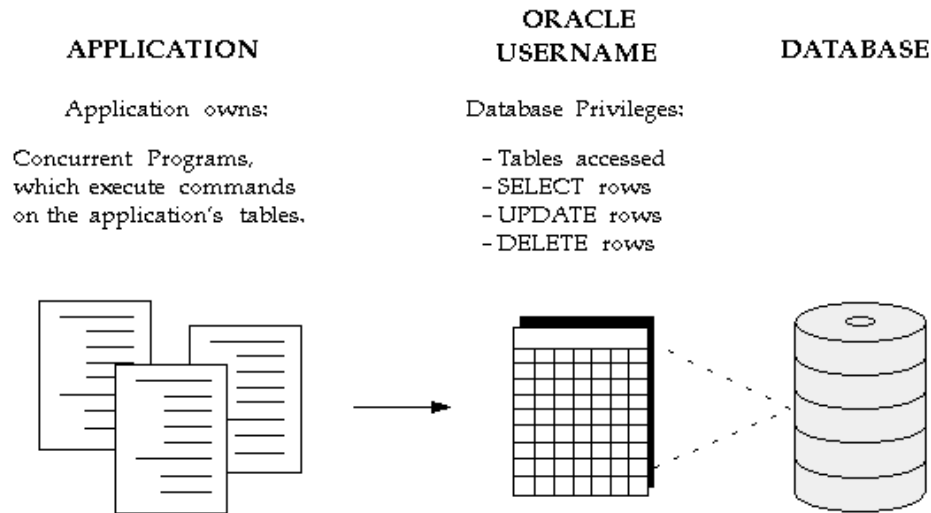 APPLICATION
ORACLE
USERNAME
DATABASE
Application owns:
Concurrent Programs,
which execute commands
on the application's tables.
Database Privileges:
- Tables accessed
- SELECT rows
- UPDATE rows
- DELETE rows